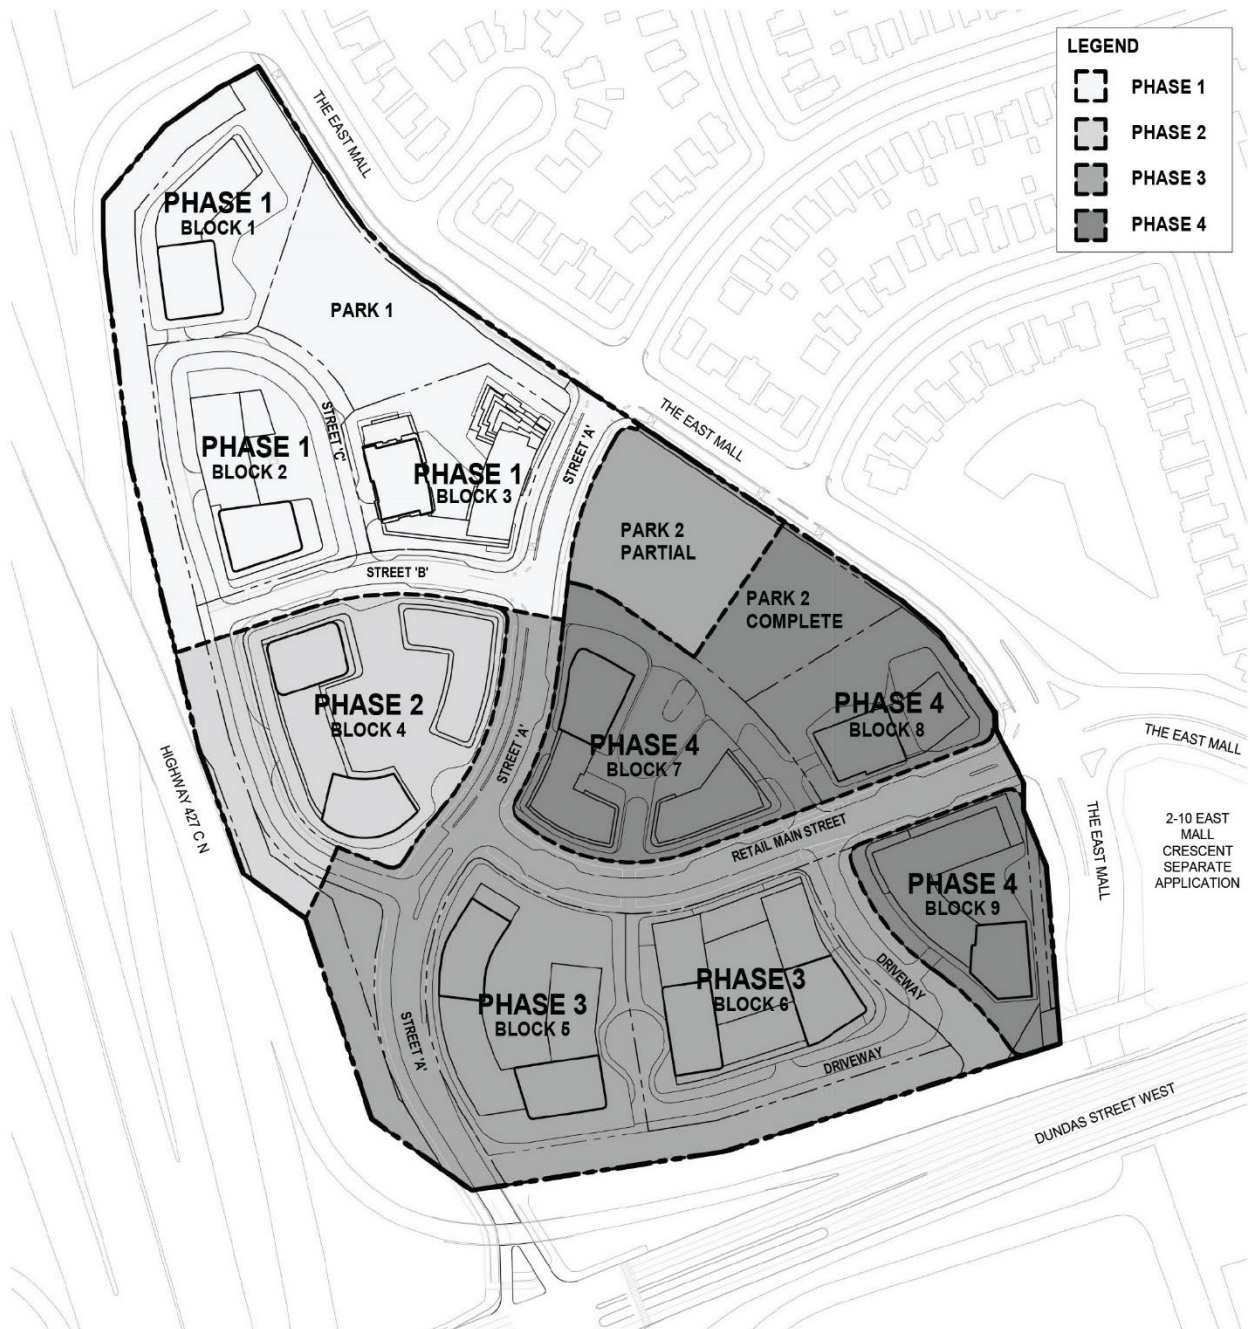 LEGEND
PHASE 1
PHASE 2
PHASE 3
PHASE 4
THE EAST MALL
PHASE 1
BLOCK 1
PARK 1
STREET 'C'
PHASE 1
BLOCK 2
PHASE 1
BLOCK 3
STREET 'A'
THE EAST MALL
PARK 2
PARTIAL
STREET 'B'
PARK 2
COMPLETE
PHASE 2
BLOCK 4
STREET 'A'
PHASE 4
BLOCK 7
PHASE 4
BLOCK 8
THE EAST MALL
HIGHWAY 427 C N
RETAIL MAIN STREET
THE EAST MALL
2-10 EAST
MALL
CRESCENT
SEPARATE
APPLICATION
PHASE 4
BLOCK 9
DRIVEWAY
PHASE 3
BLOCK 5
PHASE 3
BLOCK 6
STREET 'A'
DRIVEWAY
DUNDAS STREET WEST